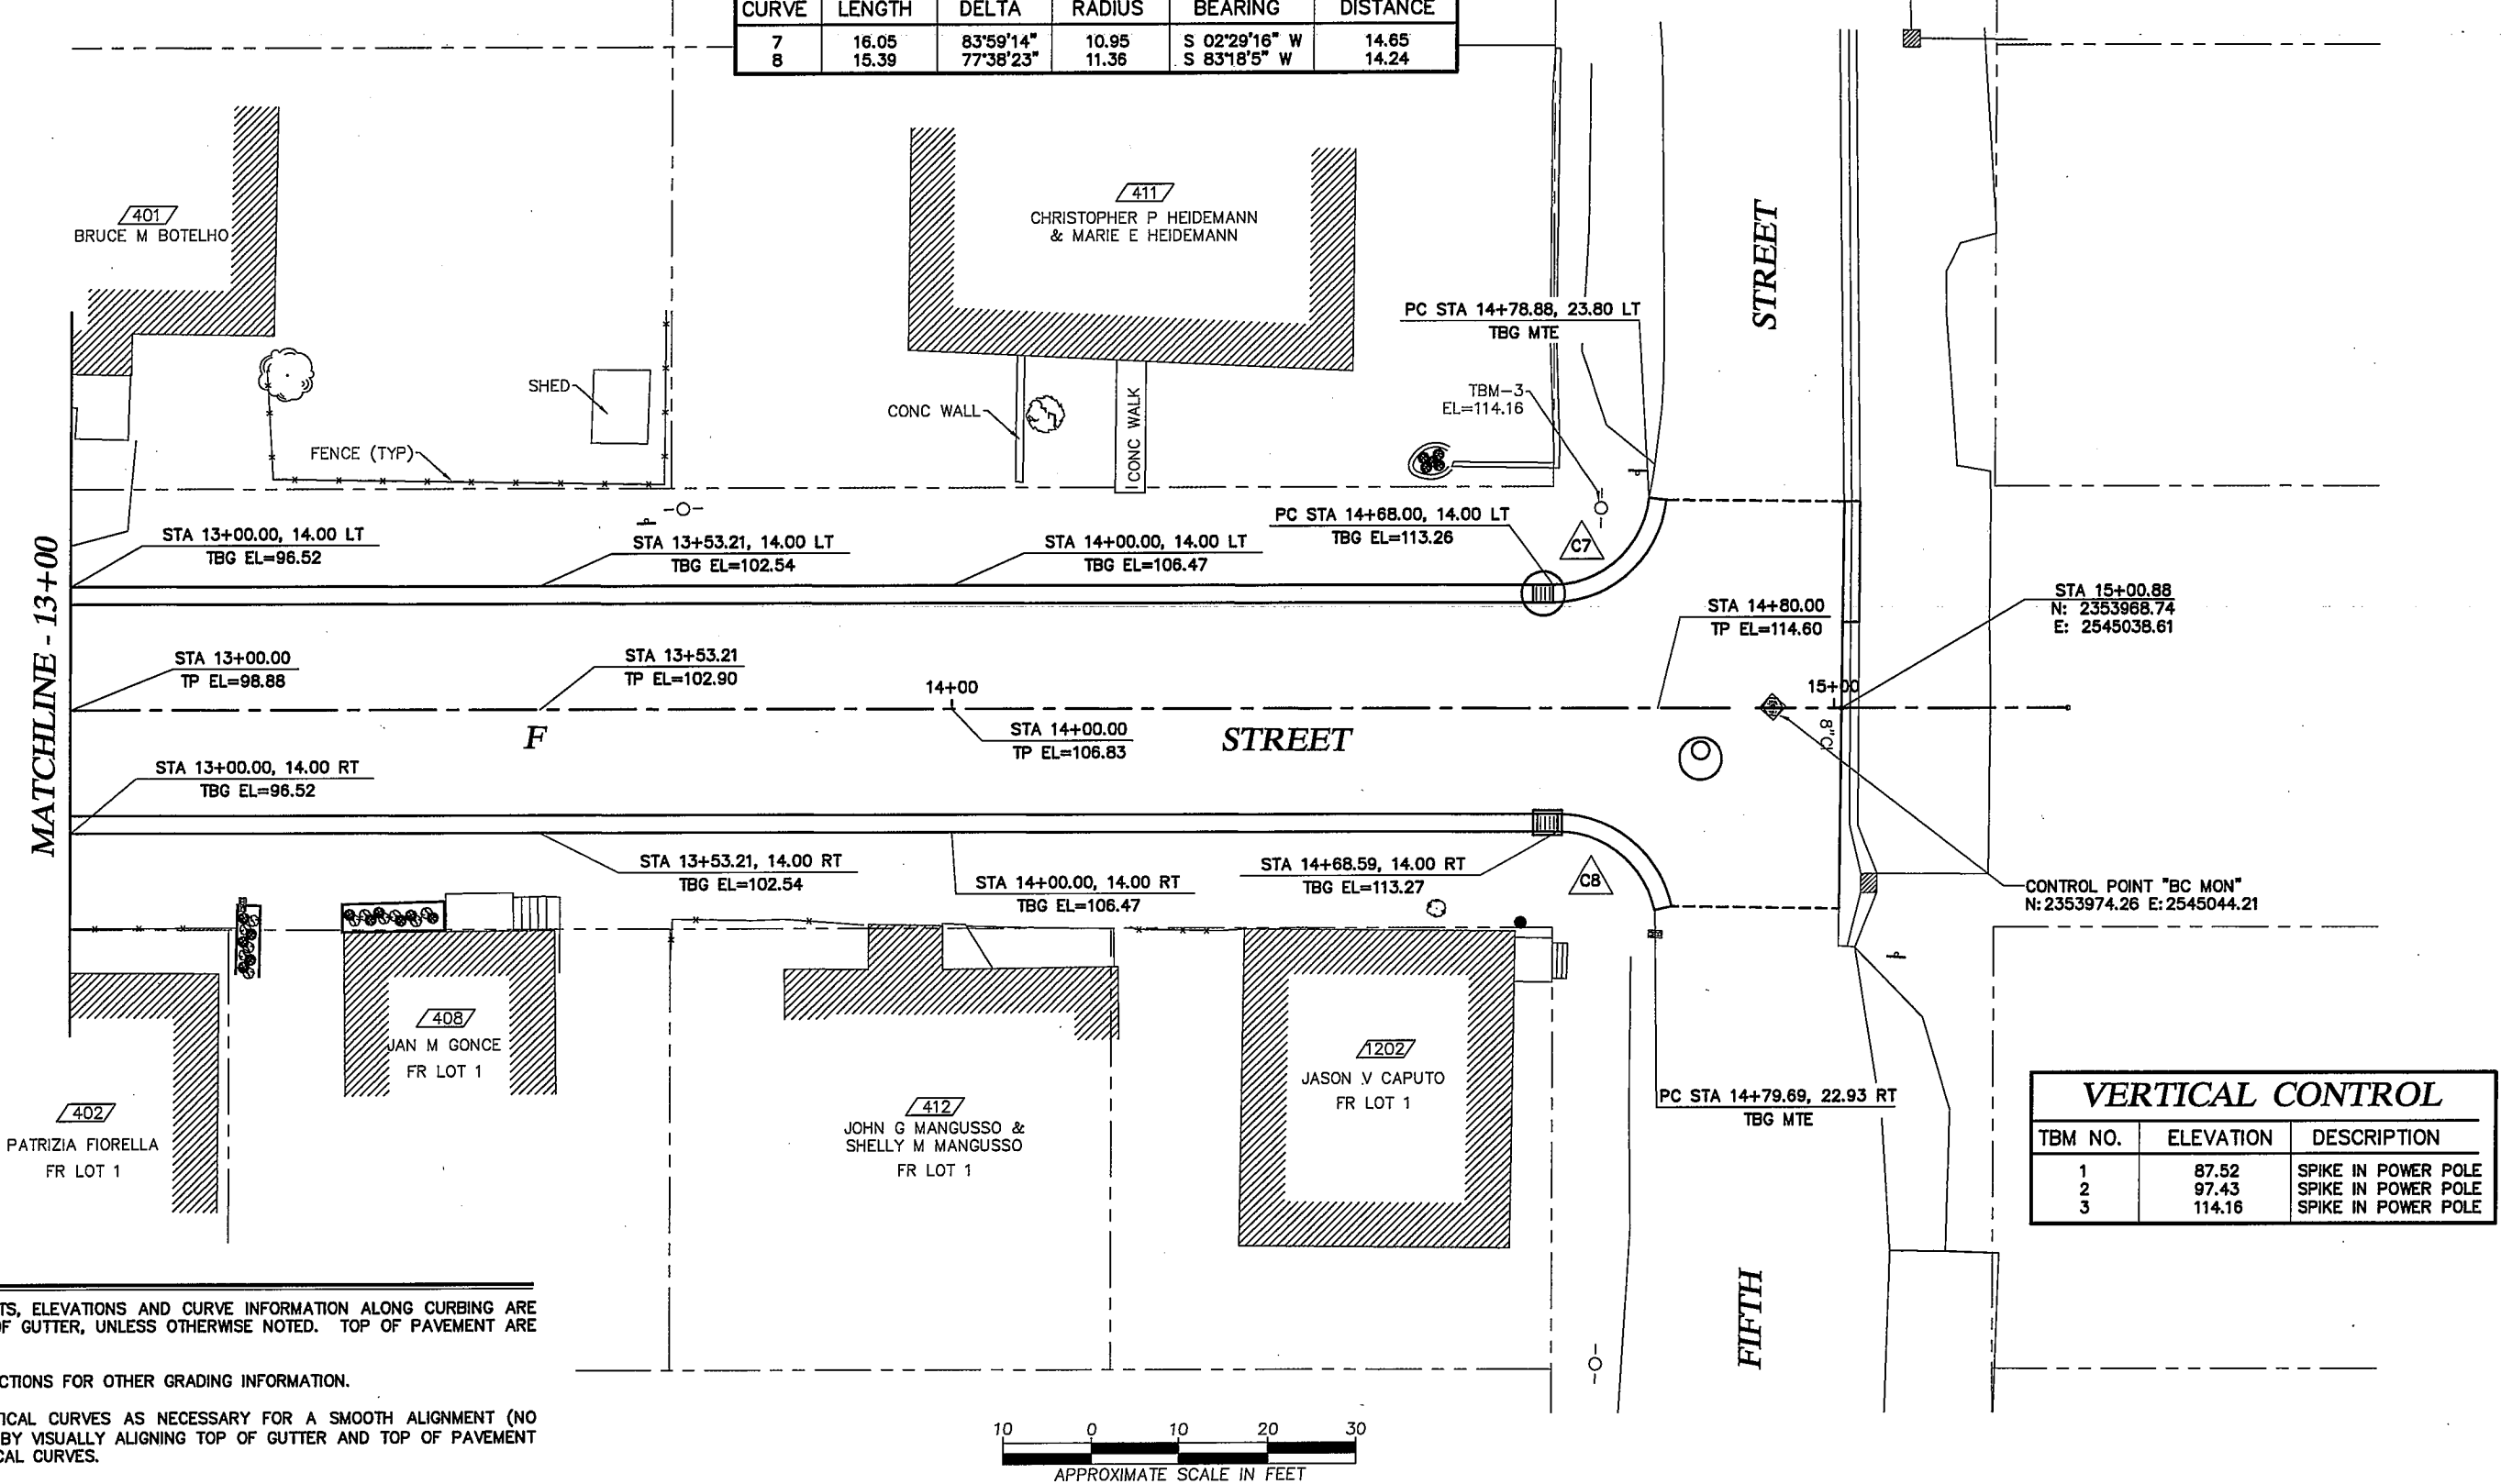 CURVE LENGTH DELTA RADIUS BEARING DISTANCE
7 16.05 83°59'14" 10.95 S 02°29'16" W 14.65
8 15.39 77°38'23" 11.36 S 83°18'5" W 14.24
401
BRUCE M BOTELHO
411
CHRISTOPHER P HEIDEMANN
& MARIE E HEIDEMANN
STREET
PC STA 14+78.88, 23.80 LT
TBG MTE
SHED
CONC WALL
CONC WALK
TBM-3
EL=114.16
FENCE (TYP)
MATCHLINE - 13+00
STA 13+00.00, 14.00 LT
TBG EL=96.52
STA 13+53.21, 14.00 LT
TBG EL=102.54
STA 14+00.00, 14.00 LT
TBG EL=106.47
PC STA 14+68.00, 14.00 LT
TBG EL=113.26
C7
STA 14+80.00
TP EL=114.60
STA 15+00.88
N: 2353968.74
E: 2545038.61
STA 13+00.00
TP EL=98.88
STA 13+53.21
TP EL=102.90
14+00
15+00
8"CI
F
STA 14+00.00
TP EL=106.83
STREET
STA 13+00.00, 14.00 RT
TBG EL=96.52
STA 13+53.21, 14.00 RT
TBG EL=102.54
STA 14+00.00, 14.00 RT
TBG EL=106.47
STA 14+68.59, 14.00 RT
TBG EL=113.27
C8
CONTROL POINT "BC MON"
N:2353974.26 E:2545044.21
402
PATRIZIA FIORELLA
FR LOT 1
408
JAN M GONCE
FR LOT 1
412
JOHN G MANGUSSO &
SHELLY M MANGUSSO
FR LOT 1
1202
JASON V CAPUTO
FR LOT 1
PC STA 14+79.69, 22.93 RT
TBG MTE
FIFTH
VERTICAL CONTROL
TBM NO. ELEVATION DESCRIPTION
1 87.52 SPIKE IN POWER POLE
2 97.43 SPIKE IN POWER POLE
3 114.16 SPIKE IN POWER POLE
TS, ELEVATIONS AND CURVE INFORMATION ALONG CURBING ARE
OF GUTTER, UNLESS OTHERWISE NOTED. TOP OF PAVEMENT ARE
CTIONS FOR OTHER GRADING INFORMATION.
TICAL CURVES AS NECESSARY FOR A SMOOTH ALIGNMENT (NO
BY VISUALLY ALIGNING TOP OF GUTTER AND TOP OF PAVEMENT
CAL CURVES.
10 0 10 20 30
APPROXIMATE SCALE IN FEET